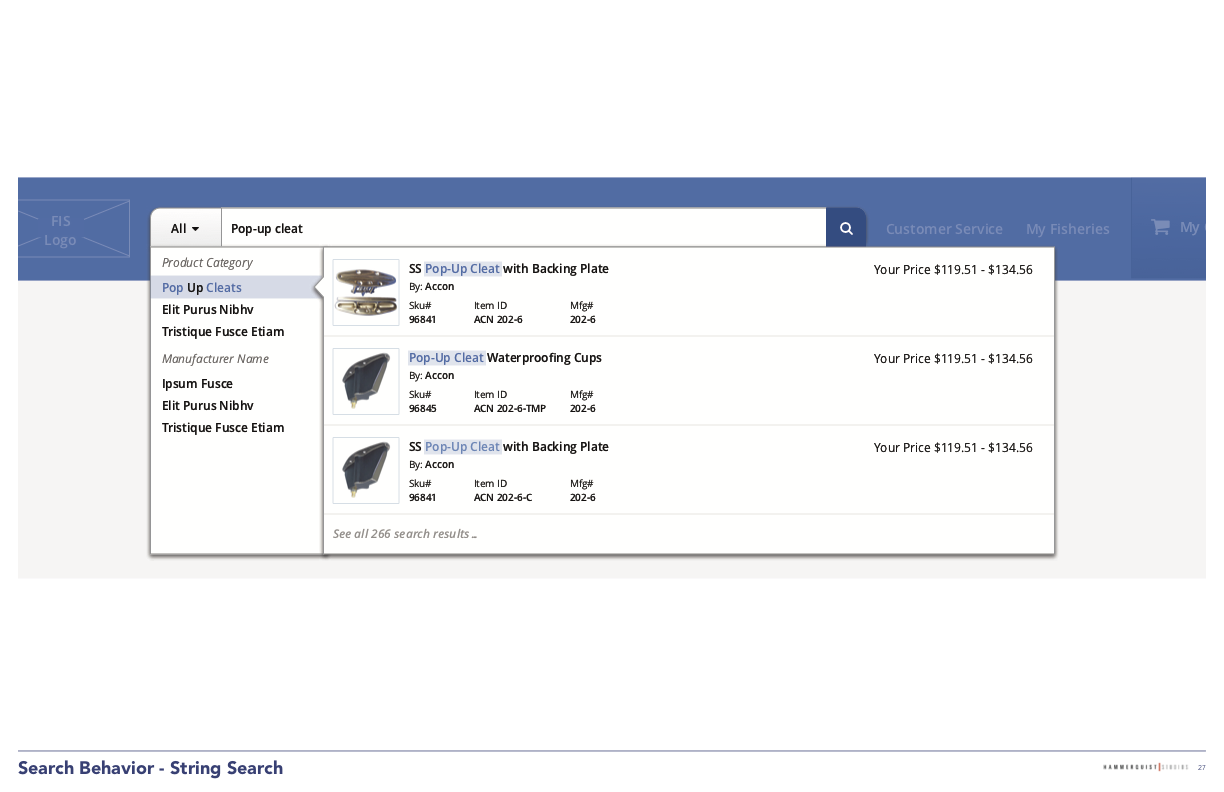 FIS
Logo
All
Pop-up cleat
Customer Service
My Fisheries
My
Product Category
Pop Up Cleats
Elit Purus Nibhv
Tristique Fusce Etiam
Manufacturer Name
Ipsum Fusce
Elit Purus Nibhv
Tristique Fusce Etiam
SS Pop-Up Cleat with Backing Plate
Your Price $119.51 - $134.56
By: Accon
Sku# Item ID Mfg#
96841 ACN 202-6 202-6
Pop-Up Cleat Waterproofing Cups
Your Price $119.51 - $134.56
By: Accon
Sku# Item ID Mfg#
96845 ACN 202-6-TMP 202-6
SS Pop-Up Cleat with Backing Plate
Your Price $119.51 - $134.56
By: Accon
Sku# Item ID Mfg#
96841 ACN 202-6-C 202-6
See all 266 search results ...
Search Behavior - String Search
HAMMERQUIST STUDIOS 27